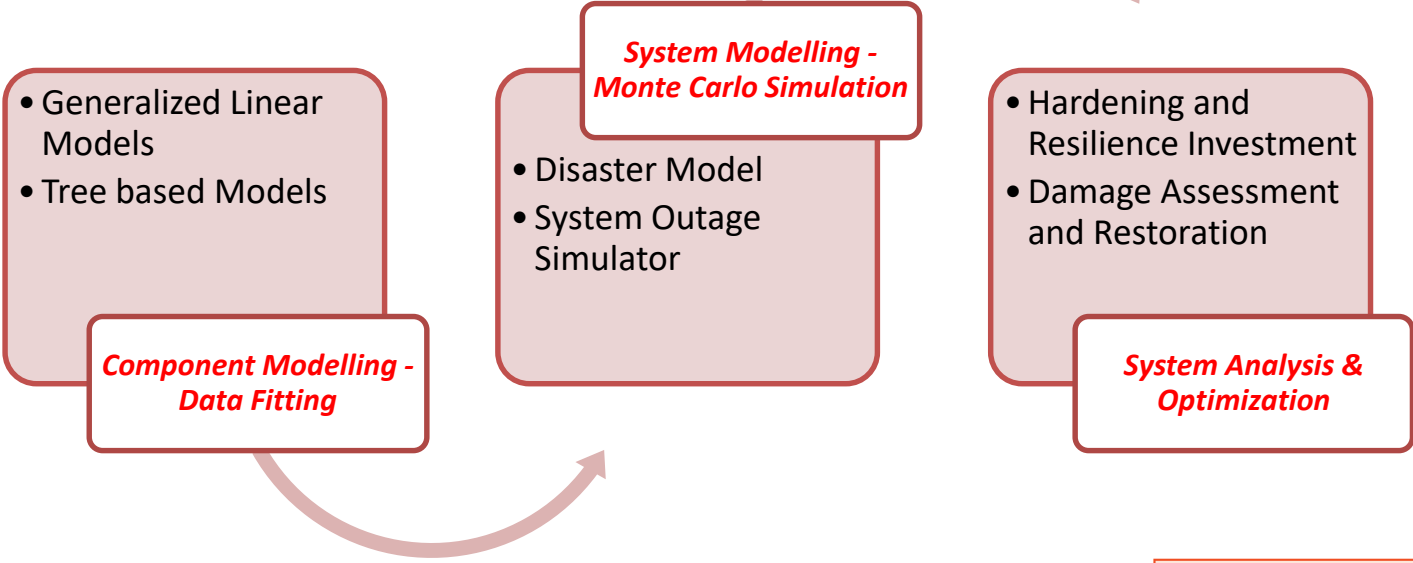 • Generalized Linear
Models
• Tree based Models
Component Modelling -
Data Fitting
System Modelling -
Monte Carlo Simulation
• Disaster Model
• System Outage
Simulator
• Hardening and
Resilience Investment
• Damage Assessment
and Restoration
System Analysis &
Optimization